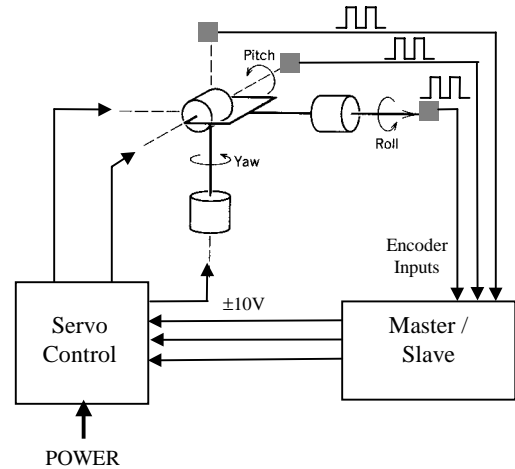 Pitch
Roll
Yaw
Encoder
Inputs
±10V
Servo
Control
Master /
Slave
POWER